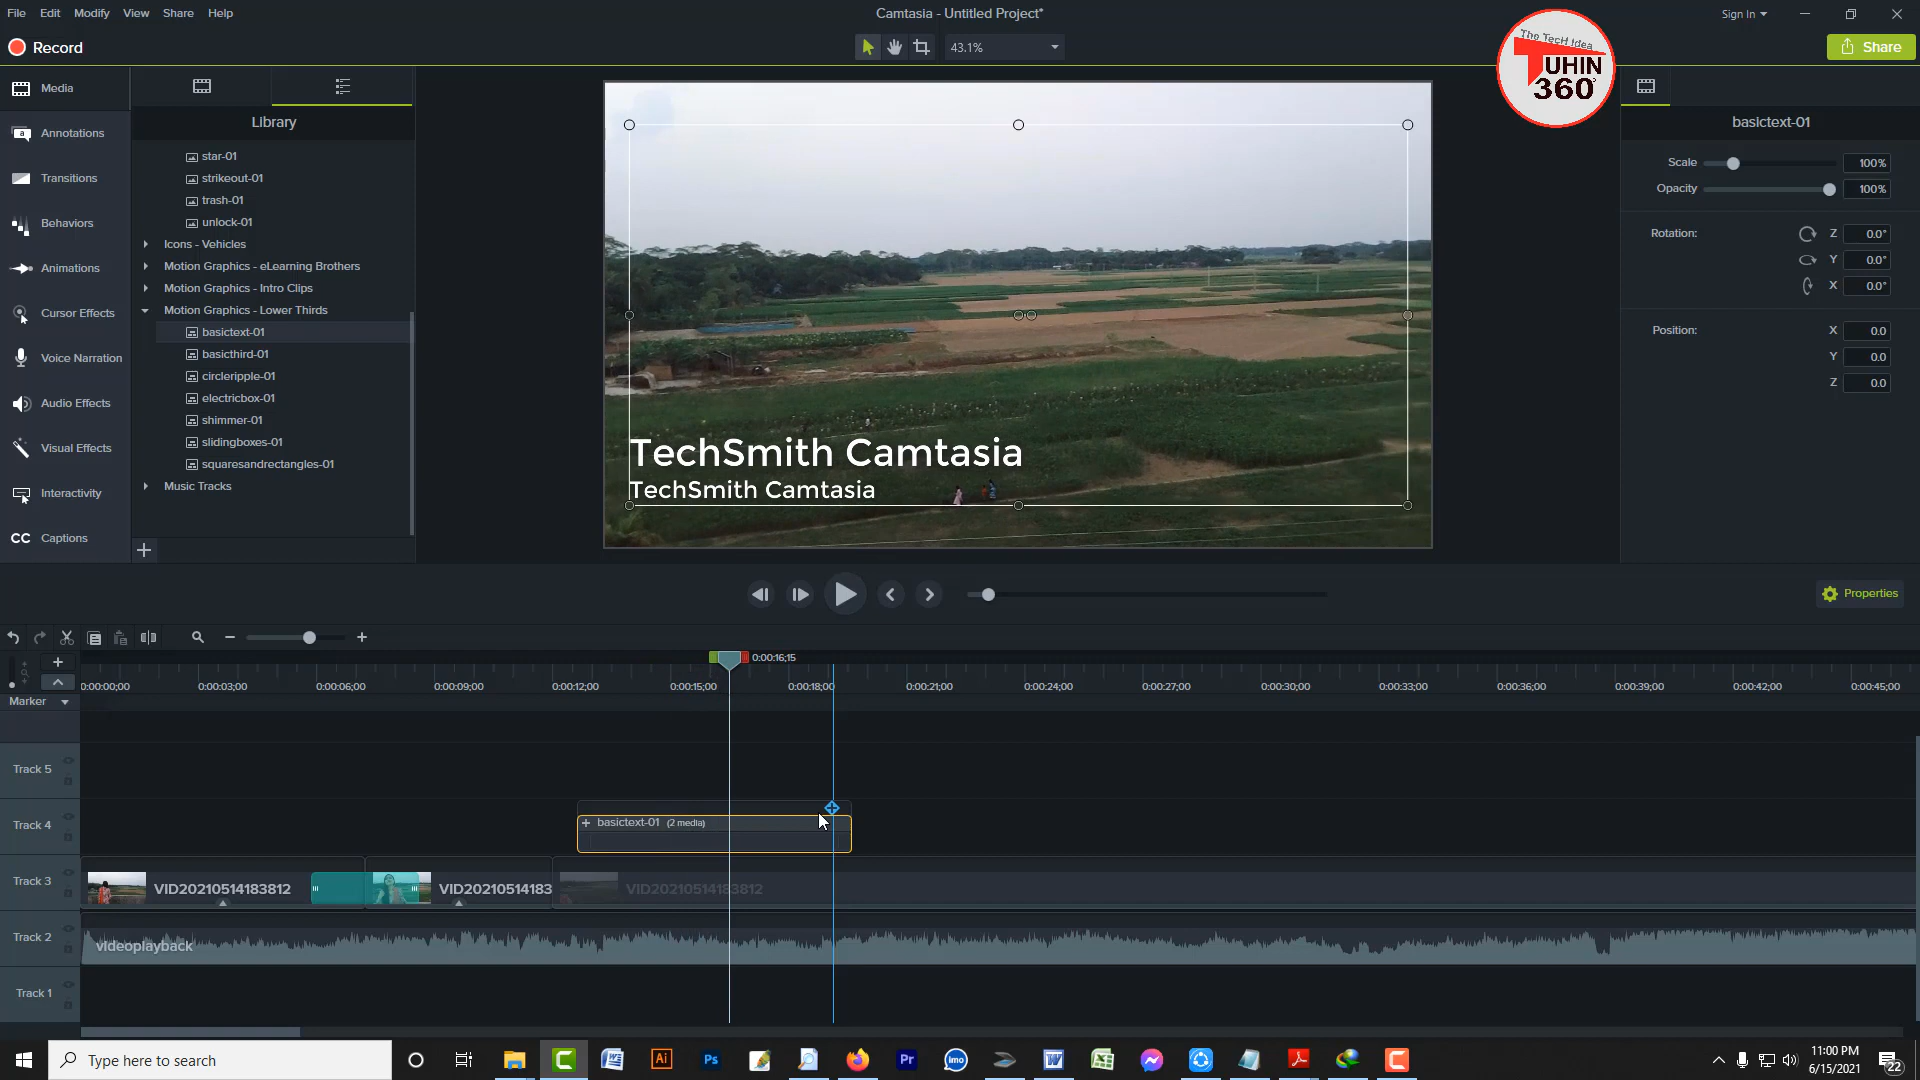 File Edit Modify View Share Help
Camtasia - Untitled Project*
Sign In
Record
43.1%
The TecH Idea
TUHIN
360°
Share
Media
Annotations
Transitions
Behaviors
Animations
Cursor Effects
Voice Narration
Audio Effects
Visual Effects
Interactivity
CC Captions
Library
star-01
strikeout-01
trash-01
unlock-01
Icons - Vehicles
Motion Graphics - eLearning Brothers
Motion Graphics - Intro Clips
Motion Graphics - Lower Thirds
basictext-01
basicthird-01
circleripple-01
electricbox-01
shimmer-01
slidingboxes-01
squaresandrectangles-01
Music Tracks
TechSmith Camtasia
TechSmith Camtasia
basictext-01
Scale 100%
Opacity 100%
Rotation: Z 0.0°
Y 0.0°
X 0.0°
Position: X 0.0
Y 0.0
Z 0.0
Properties
0:00:16;15
0:00:00;00 0:00:03;00 0:00:06;00 0:00:09;00 0:00:12;00 0:00:15;00 0:00:18;00 0:00:21;00 0:00:24;00 0:00:27;00 0:00:30;00 0:00:33;00 0:00:36;00 0:00:39;00 0:00:42;00 0:00:45;00
Marker
Track 5
Track 4
basictext-01 (2 media)
Track 3
VID20210514183812 VID20210514183 VID20210514183812
Track 2
videoplayback
Track 1
Type here to search
Ai Ps Pr imo
11:00 PM
6/15/2021
22